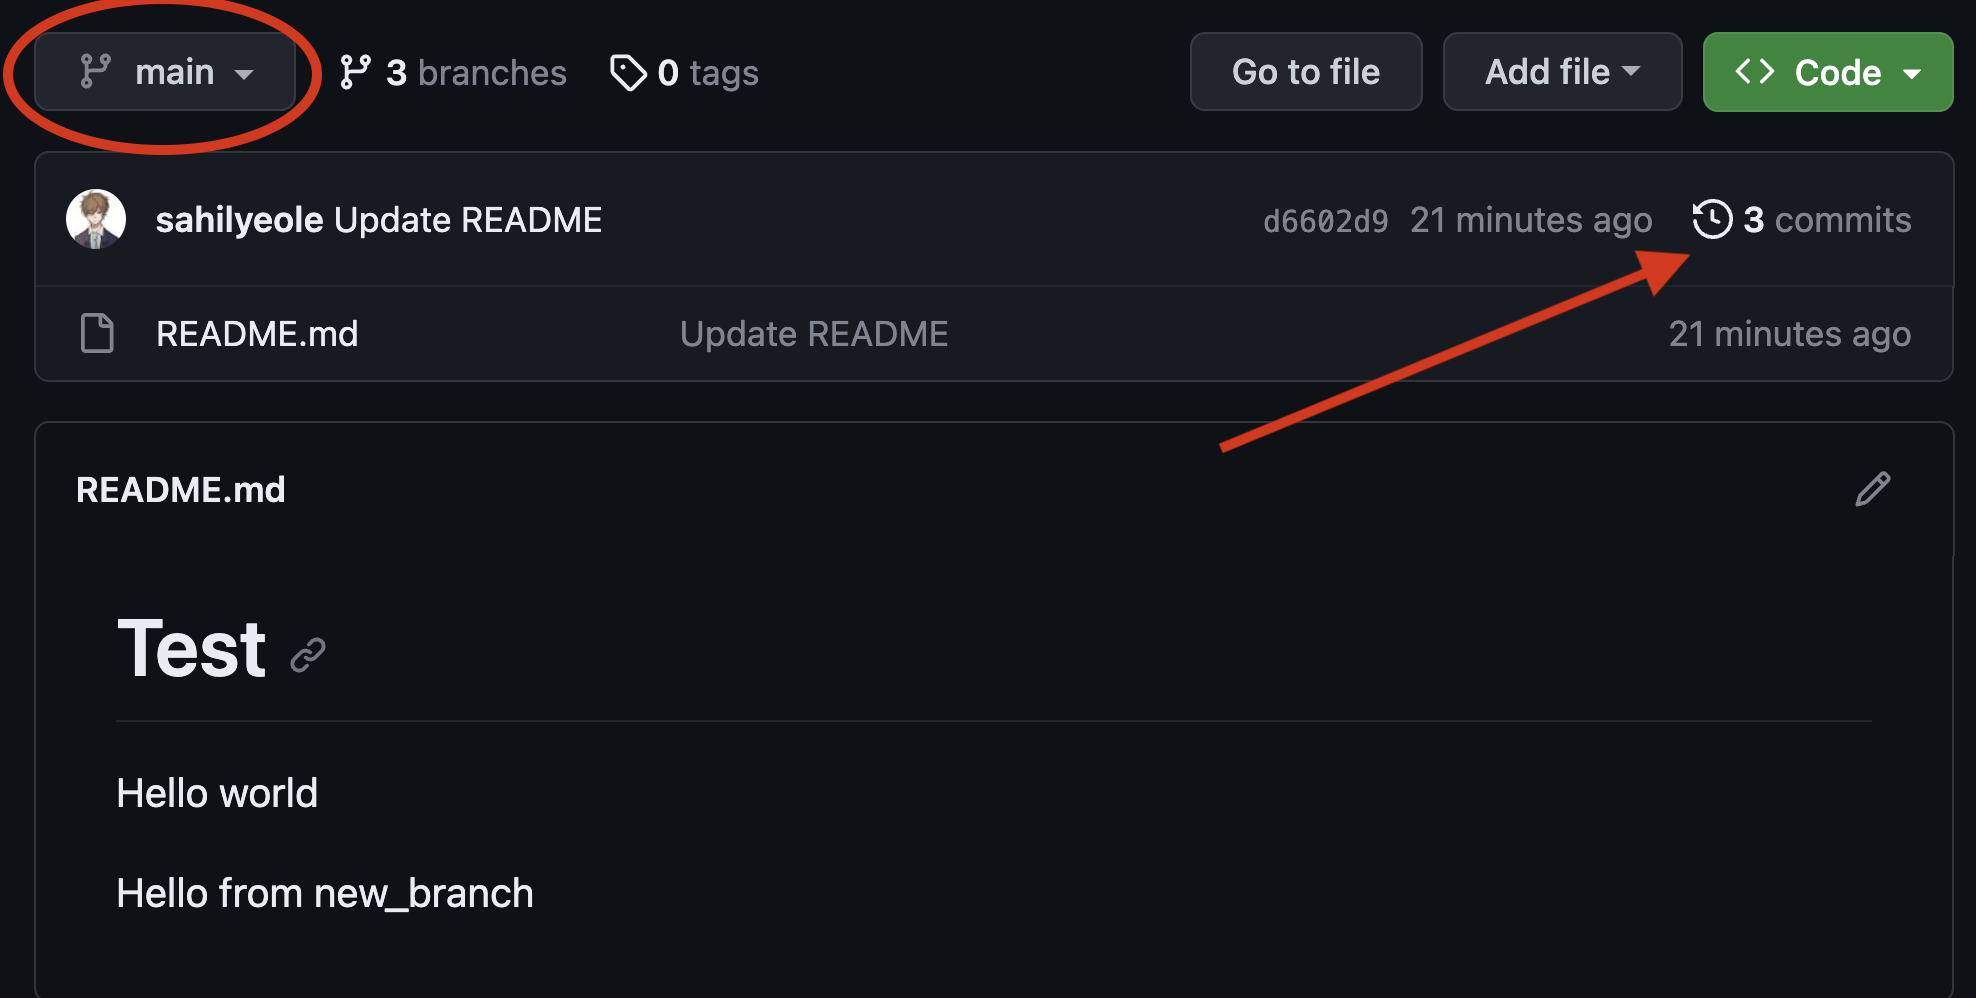 main 3 branches 0 tags Go to file Add file Code
sahilyeole Update README d6602d9 21 minutes ago 3 commits
README.md Update README 21 minutes ago
README.md
Test
Hello world
Hello from new_branch